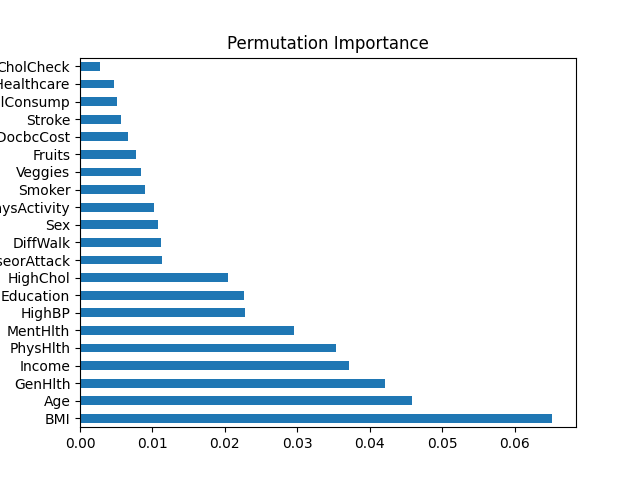 Permutation Importance
CholCheck
Healthcare
lConsump
Stroke
DocbcCost
Fruits
Veggies
Smoker
ysActivity
Sex
DiffWalk
seorAttack
HighChol
Education
HighBP
MentHlth
PhysHlth
Income
GenHlth
Age
BMI
0.00 0.01 0.02 0.03 0.04 0.05 0.06